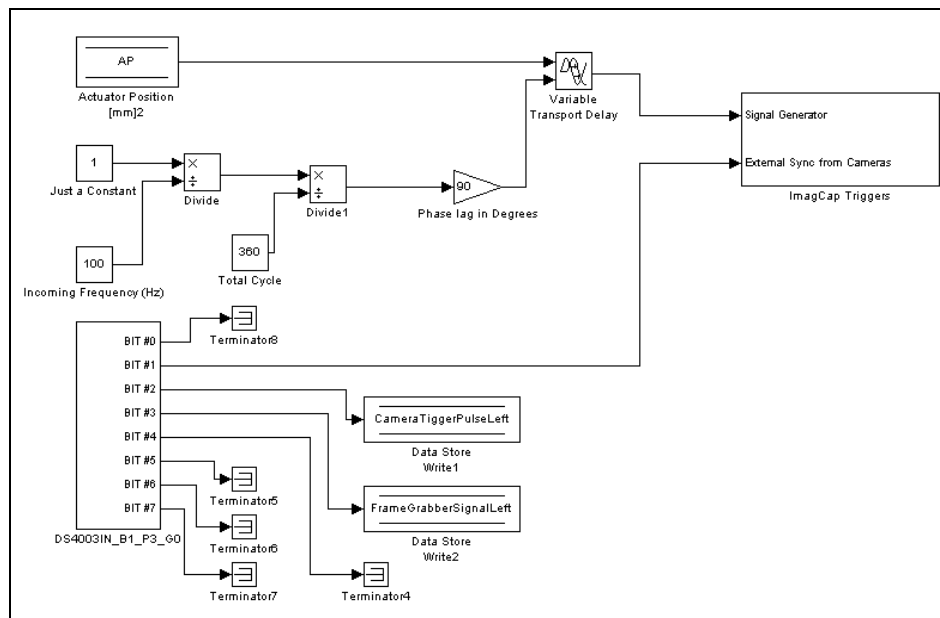 AP
Actuator Position
[mm]2
Variable
Transport Delay
Signal Generator
External Sync from Cameras
ImagCap Triggers
1
Just a Constant
×
÷
Divide
×
÷
Divide1
90
Phase lag in Degrees
100
Incoming Frequency (Hz)
360
Total Cycle
BIT #0
BIT #1
BIT #2
BIT #3
BIT #4
BIT #5
BIT #6
BIT #7
DS4003IN_B1_P3_G0
Terminator8
CameraTiggerPulseLeft
Data Store
Write1
Terminator5
FrameGrabberSignalLeft
Data Store
Write2
Terminator6
Terminator7
Terminator4